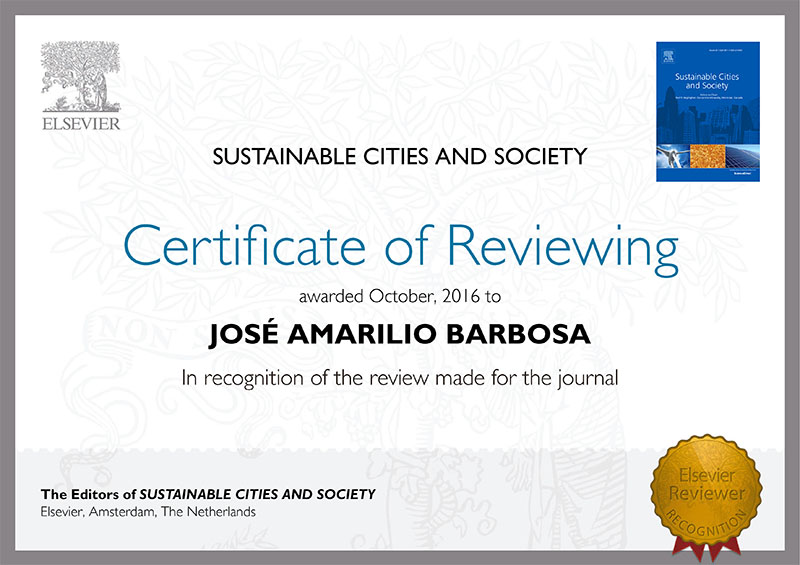 ELSEVIER
Sustainable Cities
and Society
SUSTAINABLE CITIES AND SOCIETY
Certificate of Reviewing
awarded October, 2016 to
JOSÉ AMARILIO BARBOSA
In recognition of the review made for the journal
NON
The Editors of SUSTAINABLE CITIES AND SOCIETY
Elsevier, Amsterdam, The Netherlands
Elsevier
Reviewer
RECOGNITION